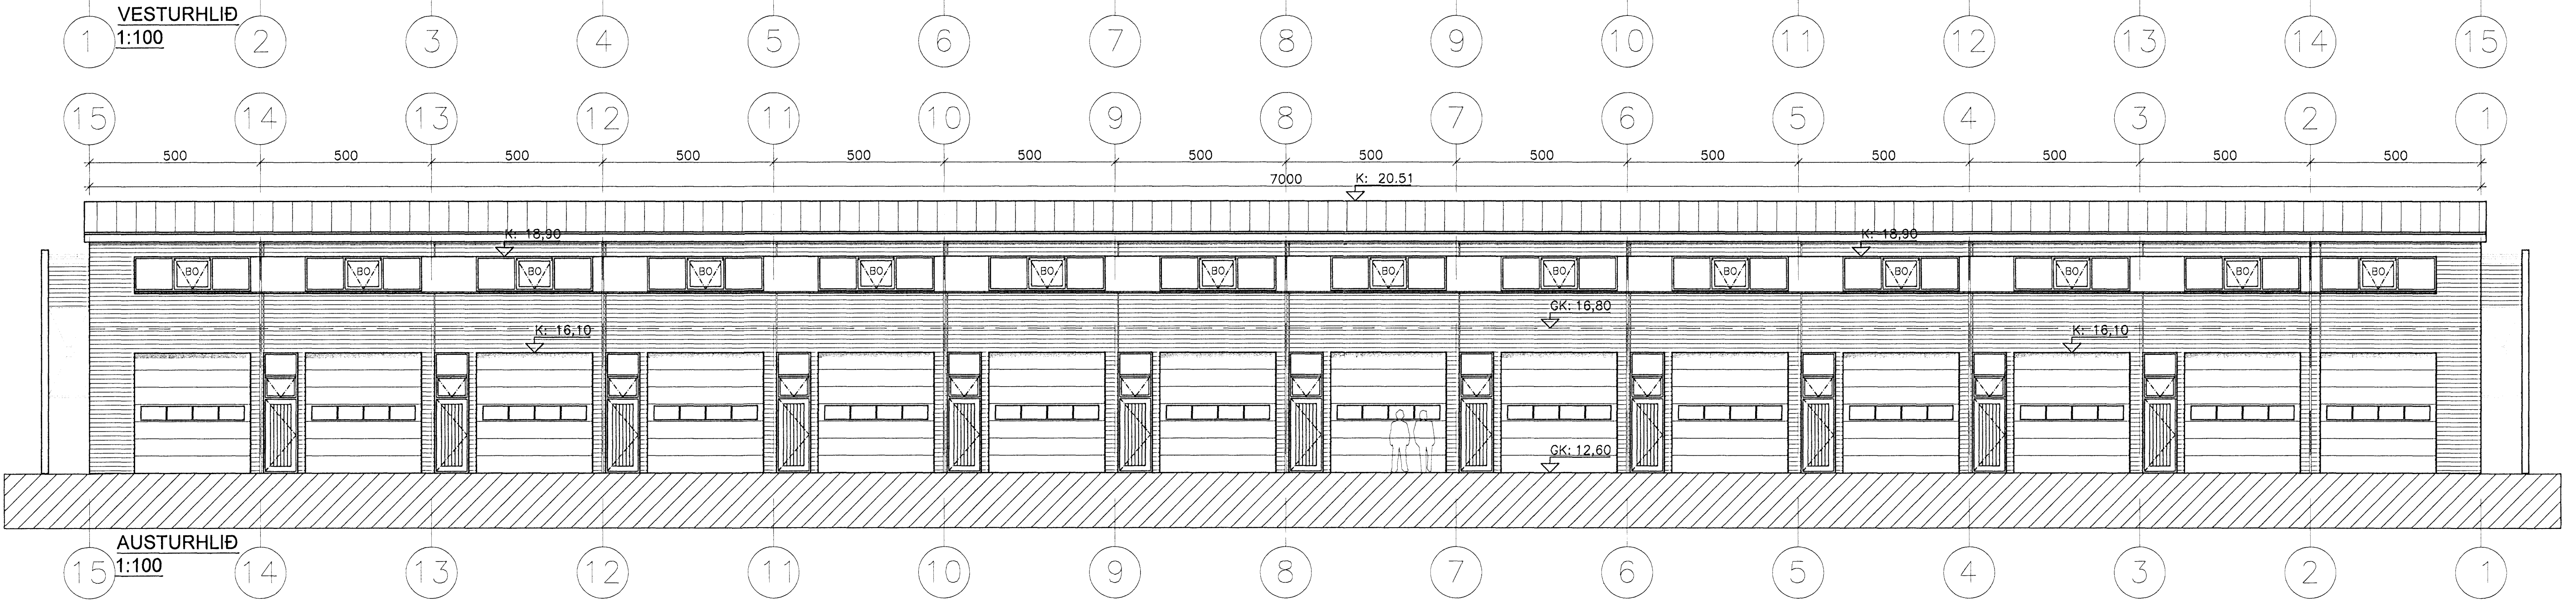 VESTURHLIÐ
1:100
1 2 3 4 5 6 7 8 9 10 11 12 13 14 15
15 14 13 12 11 10 9 8 7 6 5 4 3 2 1
500 500 500 500 500 500 500 500 500 500 500 500 500 500
7000
K: 20.51
K: 18,90 K: 18,90
BO BO BO BO BO BO BO BO BO BO BO BO BO BO
GK: 16,80
K: 16,10 K: 16,10
GK: 12,60
AUSTURHLIÐ
1:100
15 14 13 12 11 10 9 8 7 6 5 4 3 2 1